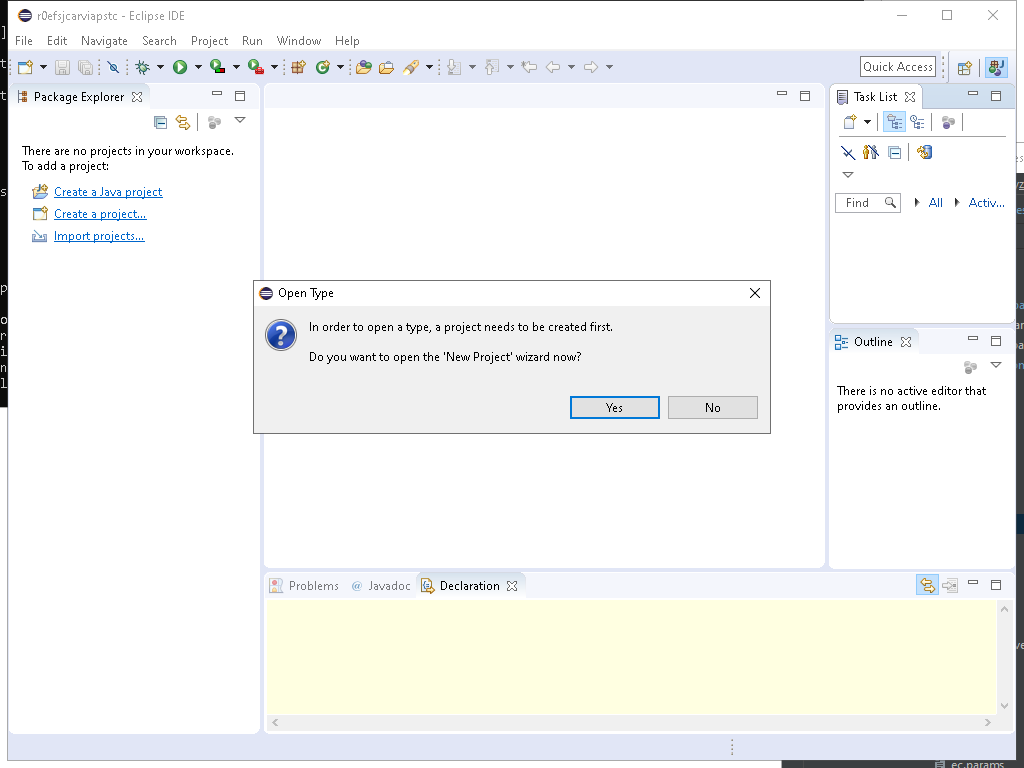 r0efsjcarviapstc - Eclipse IDE
File Edit Navigate Search Project Run Window Help
Quick Access
Package Explorer
There are no projects in your workspace.
To add a project:
Create a Java project
Create a project...
Import projects...
Task List
Find
All
Activ...
Open Type
In order to open a type, a project needs to be created first.
Do you want to open the 'New Project' wizard now?
Yes
No
Outline
There is no active editor that
provides an outline.
Problems
@ Javadoc
Declaration
ec.params